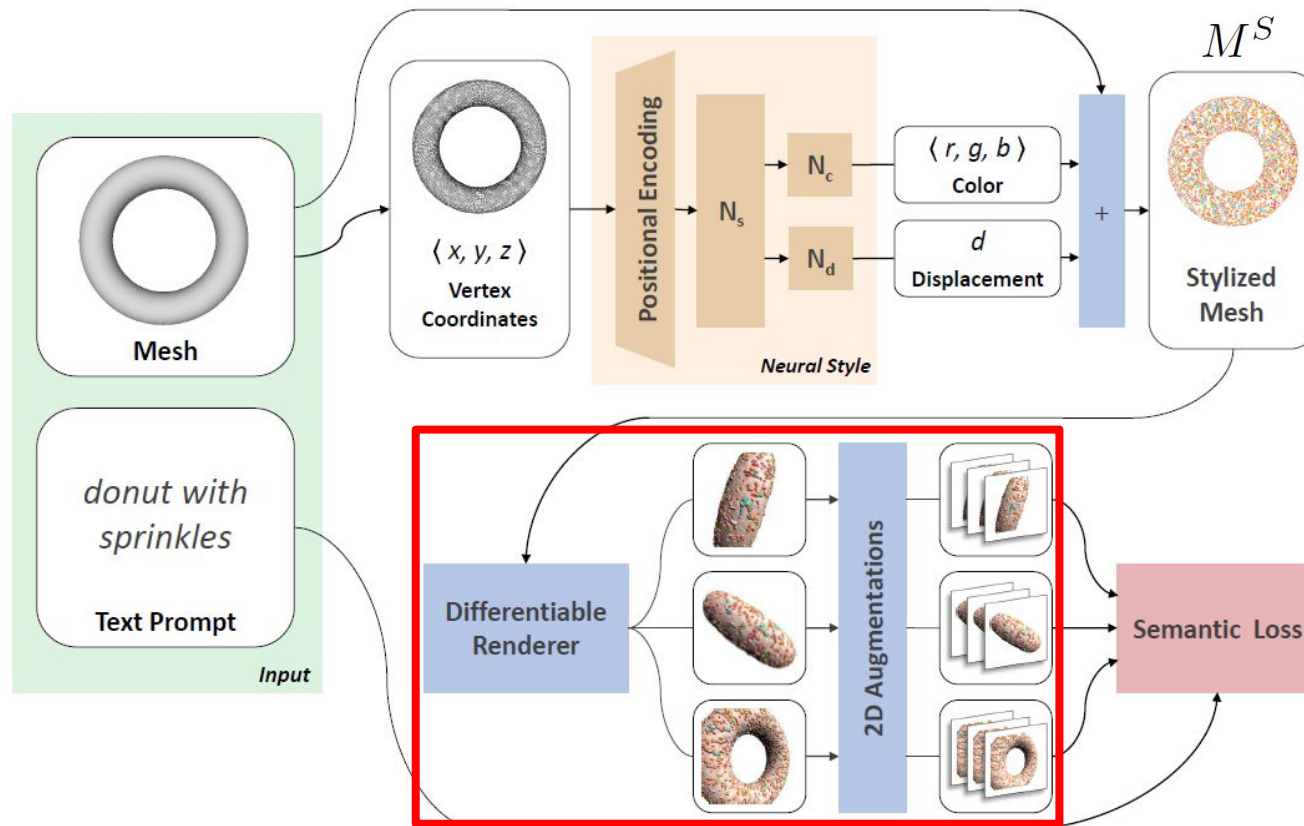 M^S
Mesh
donut with
sprinkles
Text Prompt
Input
⟨ x, y, z ⟩
Vertex
Coordinates
Positional Encoding
N_s
N_c
N_d
Neural Style
⟨ r, g, b ⟩
Color
d
Displacement
+
Stylized
Mesh
Differentiable
Renderer
2D Augmentations
Semantic Loss